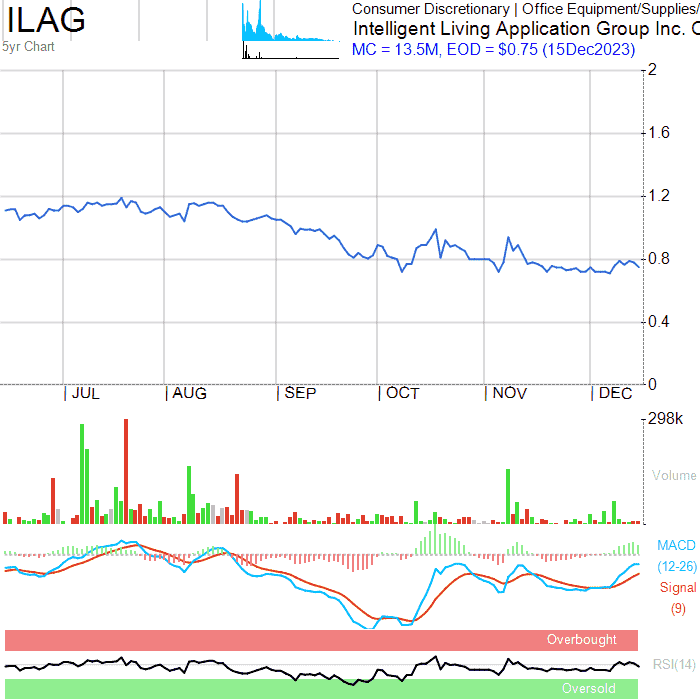 ILAG
5yr Chart
Consumer Discretionary | Office Equipment/Supplies/
Intelligent Living Application Group Inc.
MC = 13.5M, EOD = $0.75 (15Dec2023)
2
1.6
1.2
0.8
0.4
0
JUL AUG SEP OCT NOV DEC
298k
Volume
MACD
(12-26)
Signal
(9)
Overbought
RSI(14)
Oversold